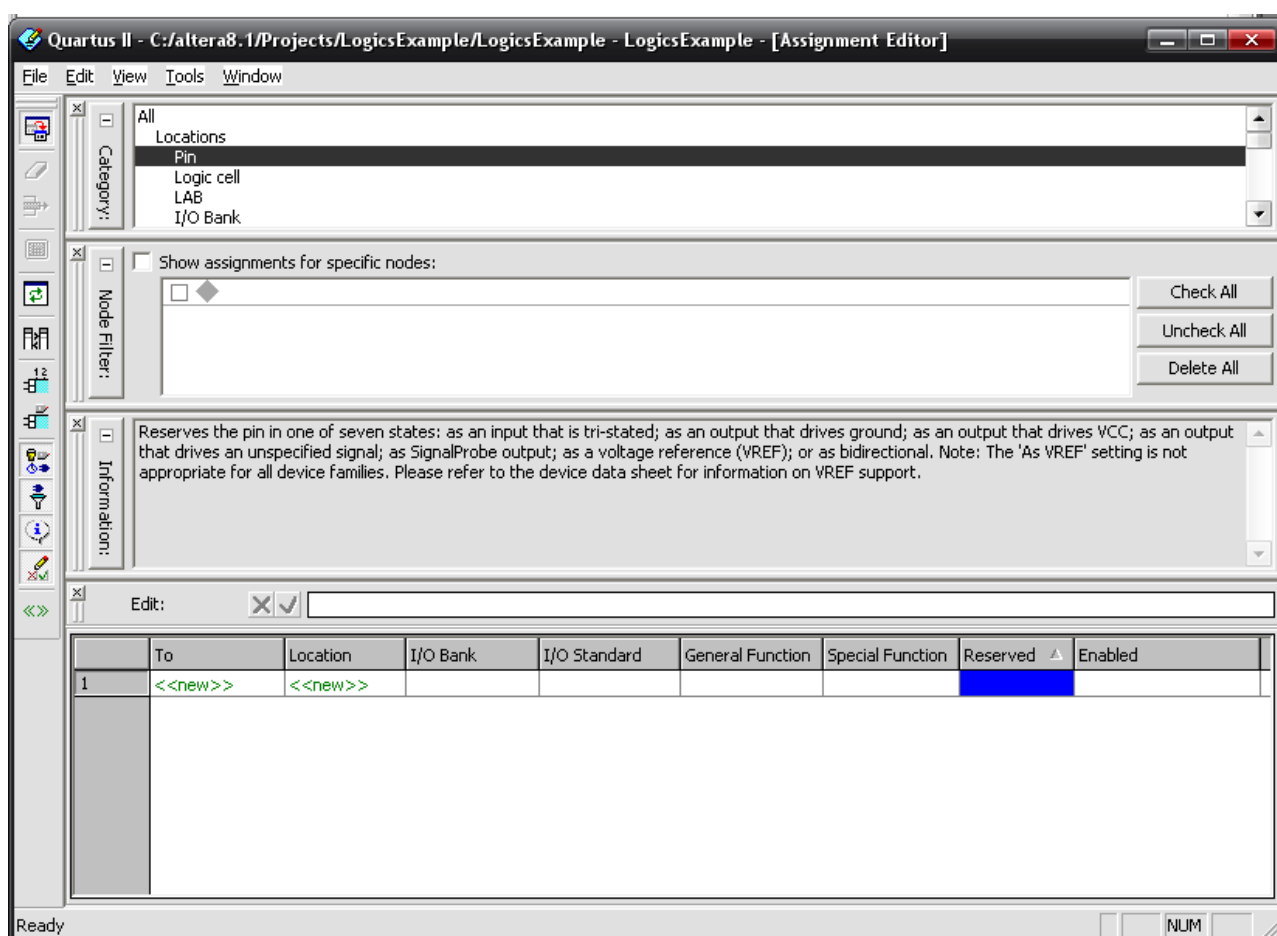 Quartus II - C:/altera8.1/Projects/LogicsExample/LogicsExample - LogicsExample - [Assignment Editor]
File Edit View Tools Window
Category:
All
Locations
Pin
Logic cell
LAB
I/O Bank
Node Filter:
Show assignments for specific nodes:
Check All
Uncheck All
Delete All
Information:
Reserves the pin in one of seven states: as an input that is tri-stated; as an output that drives ground; as an output that drives VCC; as an output
that drives an unspecified signal; as SignalProbe output; as a voltage reference (VREF); or as bidirectional. Note: The 'As VREF' setting is not
appropriate for all device families. Please refer to the device data sheet for information on VREF support.
Edit:
To Location I/O Bank I/O Standard General Function Special Function Reserved Enabled
1 <<new>> <<new>>
Ready NUM